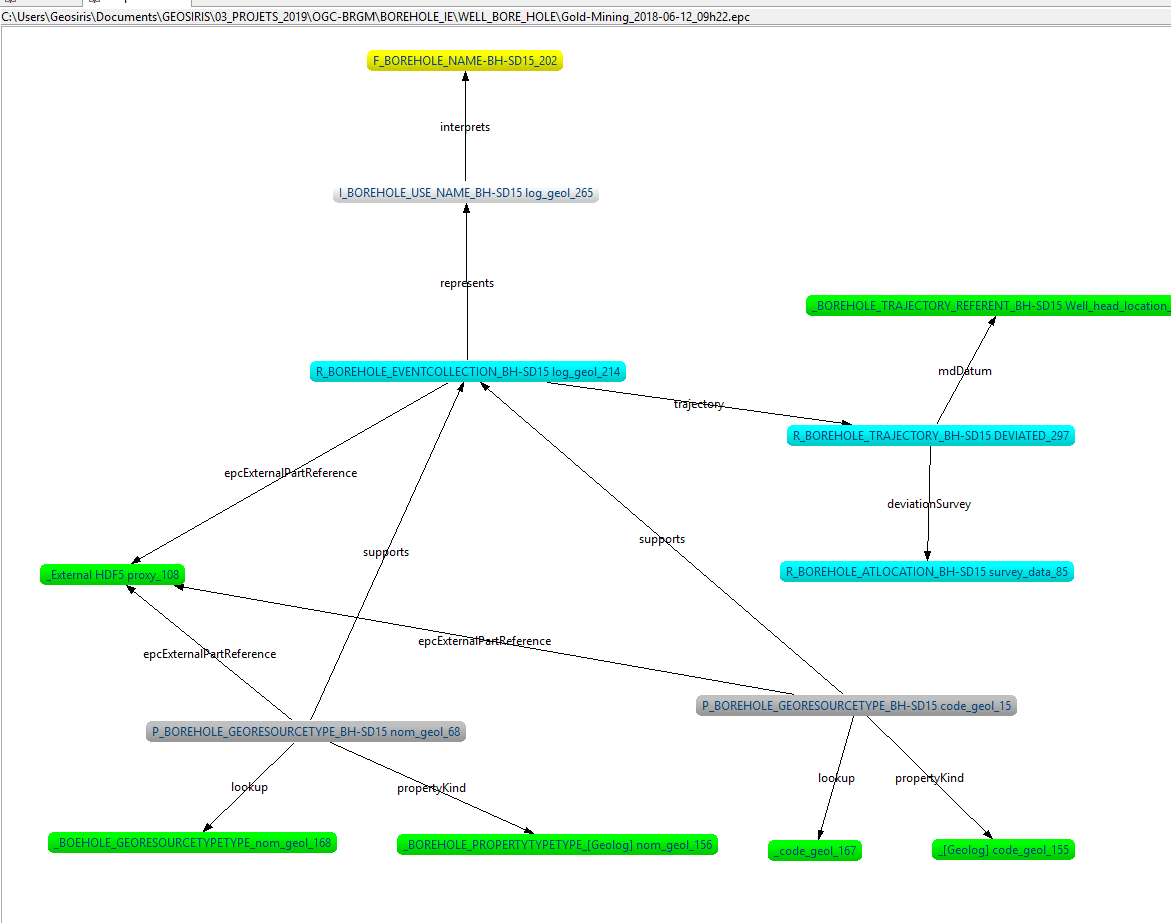 C:\Users\Geosiris\Documents\GEOSIRIS\03_PROJETS_2019\OGC-BRGM\BOREHOLE_IE\WELL_BORE_HOLE\Gold-Mining_2018-06-12_09h22.epc
F_BOREHOLE_NAME-BH-SD15_202
interprets
I_BOREHOLE_USE_NAME_BH-SD15 log_geol_265
represents
_BOREHOLE_TRAJECTORY_REFERENT_BH-SD15 Well_head_location_
R_BOREHOLE_EVENTCOLLECTION_BH-SD15 log_geol_214
mdDatum
trajectory
R_BOREHOLE_TRAJECTORY_BH-SD15 DEVIATED_297
epcExternalPartReference
deviationSurvey
supports
supports
_External HDF5 proxy_108
R_BOREHOLE_ATLOCATION_BH-SD15 survey_data_85
epcExternalPartReference
epcExternalPartReference
P_BOREHOLE_GEORESOURCETYPE_BH-SD15 code_geol_15
P_BOREHOLE_GEORESOURCETYPE_BH-SD15 nom_geol_68
lookup
propertyKind
lookup
propertyKind
_BOEHOLE_GEORESOURCETYPETYPE_nom_geol_168
_BOREHOLE_PROPERTYTYPETYPE_[Geolog] nom_geol_156
_code_geol_167
_[Geolog] code_geol_155